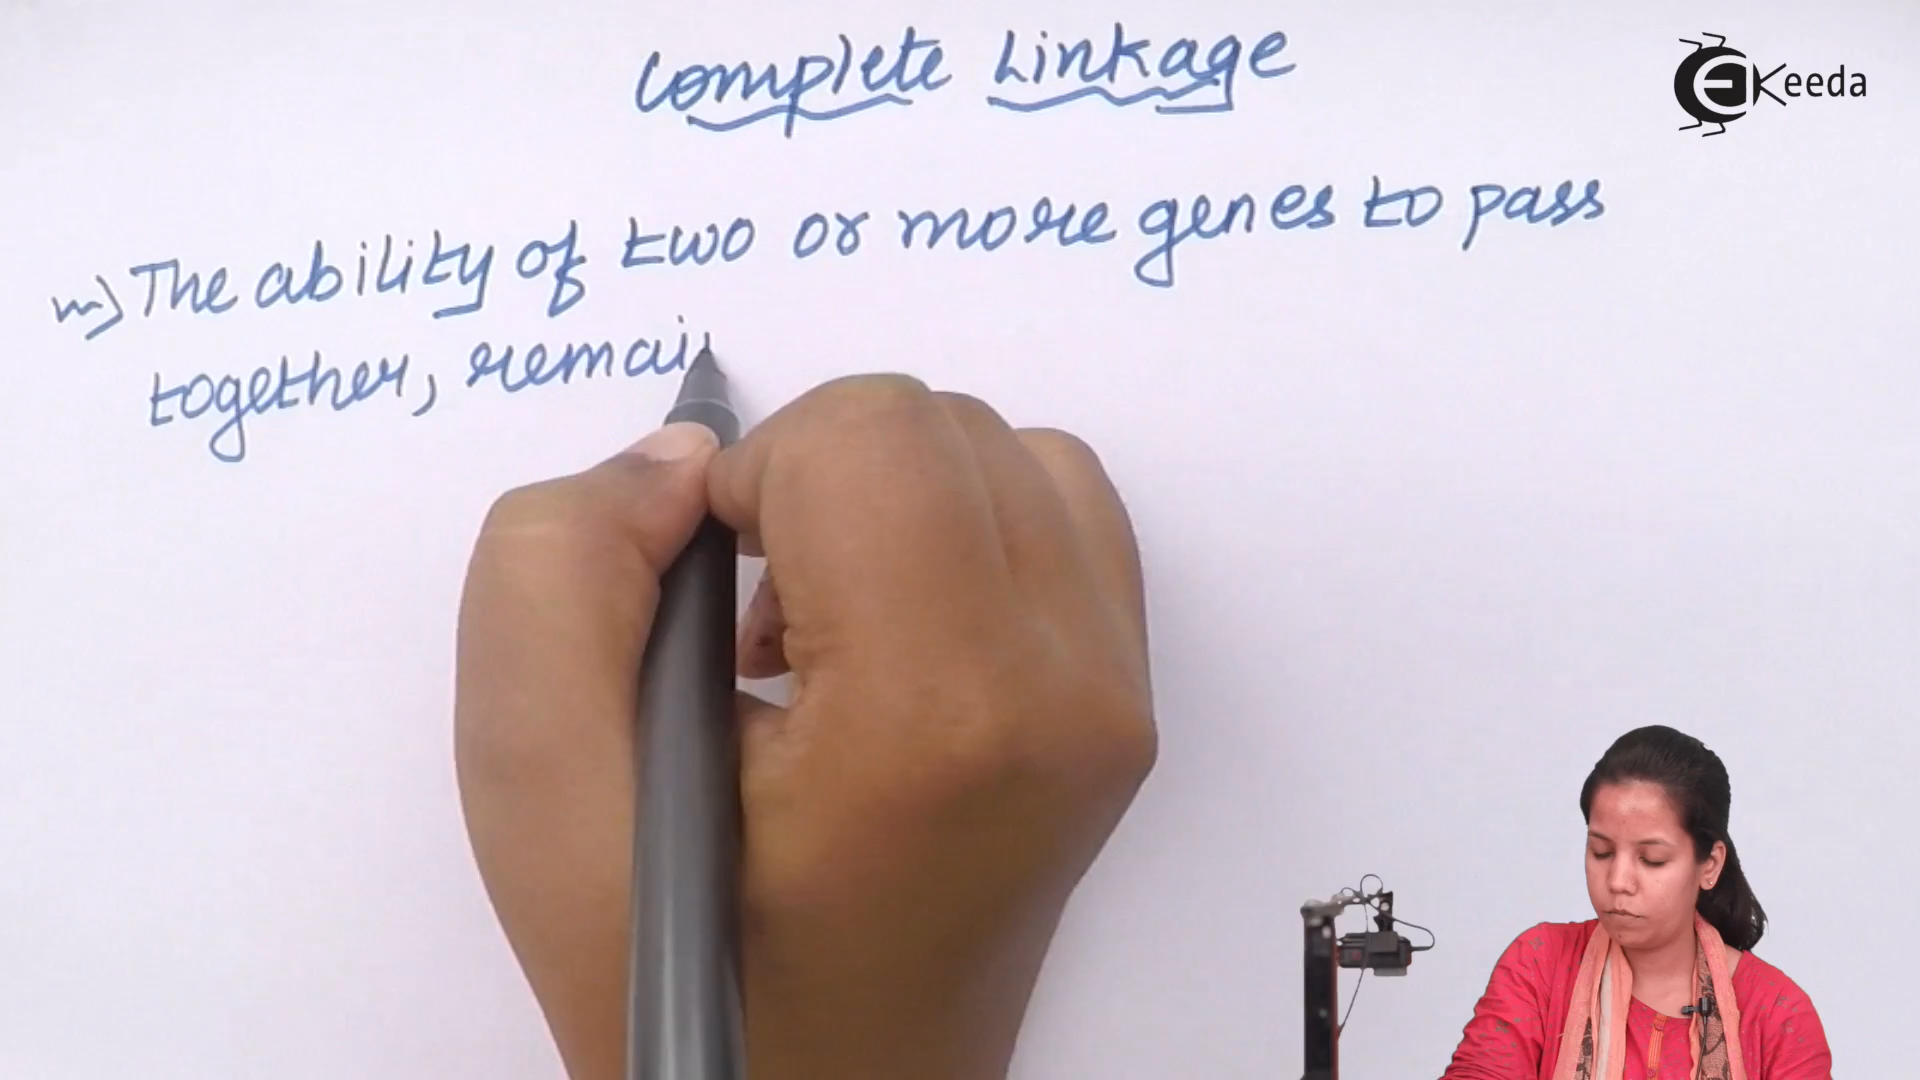 Complete Linkage
EKeeda
The ability of two or more genes to pass
together, remai